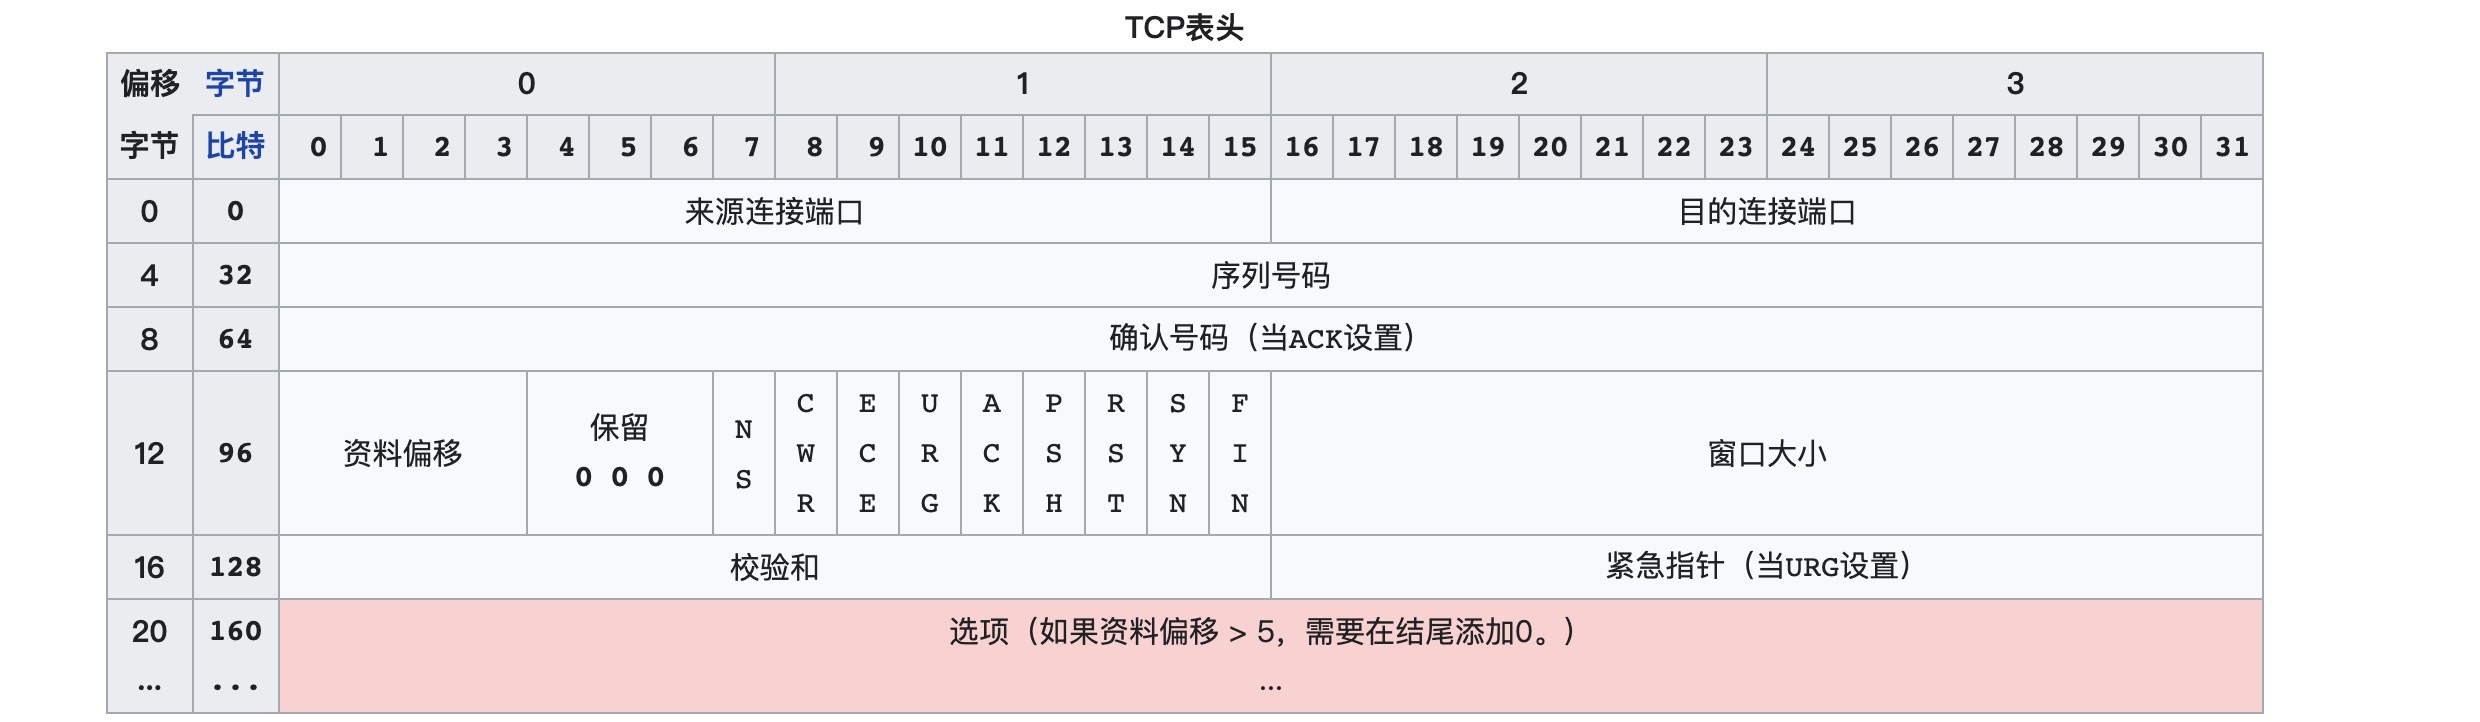 TCP表头
偏移 字节 0 1 2 3
字节 比特 0 1 2 3 4 5 6 7 8 9 10 11 12 13 14 15 16 17 18 19 20 21 22 23 24 25 26 27 28 29 30 31
0 0 来源连接端口 目的连接端口
4 32 序列号码
8 64 确认号码（当ACK设置）
12 96 资料偏移 保留 0 0 0 NS CWR ECE URG ACK PSH RST SYN FIN 窗口大小
16 128 校验和 紧急指针（当URG设置）
20 160 选项（如果资料偏移 > 5，需要在结尾添加0。）
... ... ...